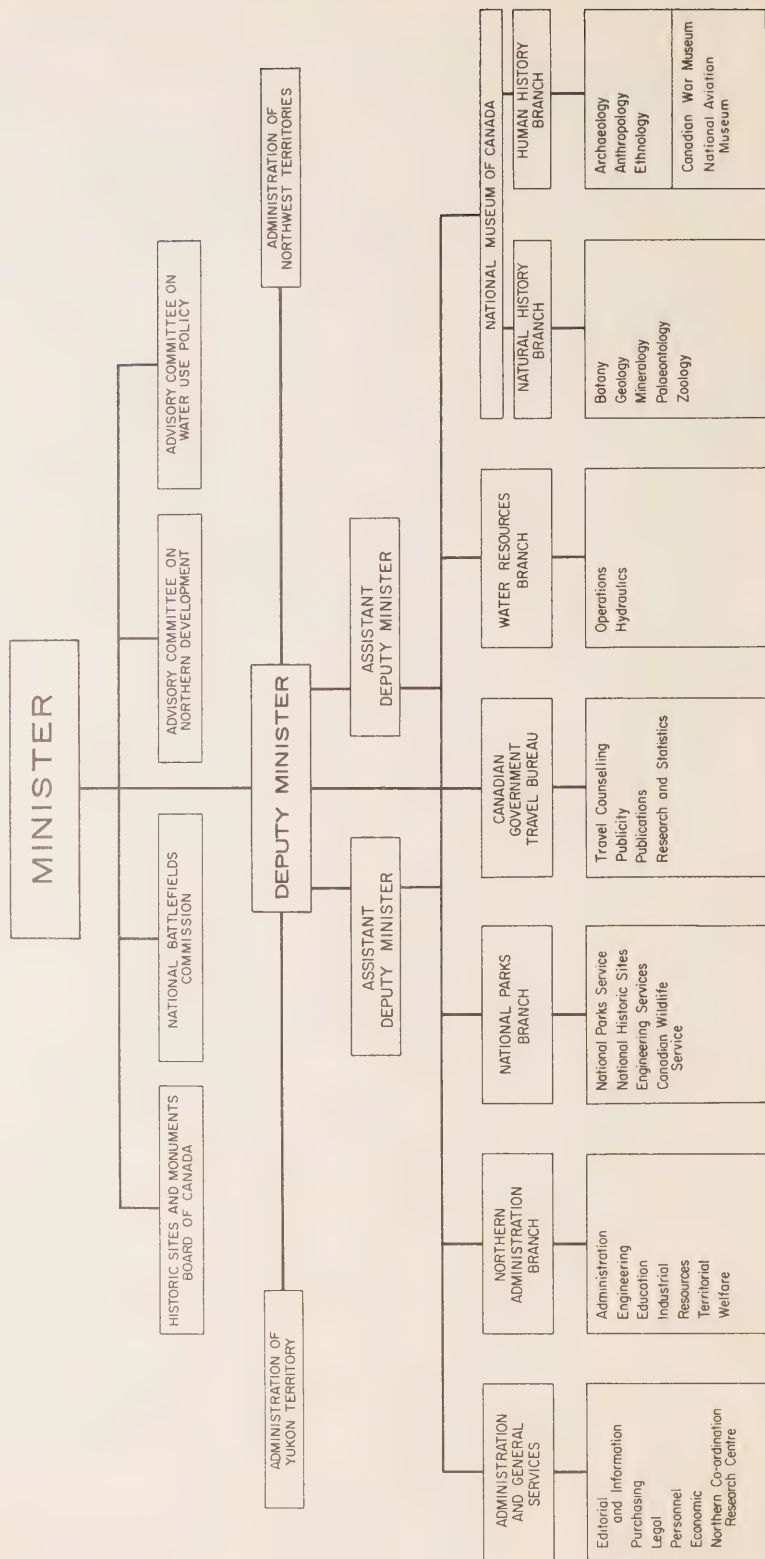 MINISTER
HISTORIC SITES AND MONUMENTS
BOARD OF CANADA
NATIONAL BATTLEFIELDS
COMMISSION
ADVISORY COMMITTEE ON
NORTHERN DEVELOPMENT
ADVISORY COMMITTEE ON
WATER USE POLICY
ADMINISTRATION OF
YUKON TERRITORY
DEPUTY MINISTER
ADMINISTRATION OF
NORTHWEST TERRITORIES
ASSISTANT
DEPUTY MINISTER
ASSISTANT
DEPUTY MINISTER
ADMINISTRATION
AND GENERAL
SERVICES
Editorial
and Information
Purchasing
Legal
Personnel
Economic
Northern Co-ordination
Research Centre
NORTHERN
ADMINISTRATION
BRANCH
Administration
Engineering
Education
Industrial
Resources
Territorial
Welfare
NATIONAL PARKS
BRANCH
National Parks Service
National Historic Sites
Engineering Services
Canadian Wildlife
Service
CANADIAN
GOVERNMENT
TRAVEL BUREAU
Travel Counselling
Publicity
Publications
Research and Statistics
WATER RESOURCES
BRANCH
Operations
Hydraulics
NATIONAL MUSEUM OF CANADA
NATURAL HISTORY
BRANCH
Botany
Geology
Mineralogy
Palaeontology
Zoology
HUMAN HISTORY
BRANCH
Archaeology
Anthropology
Ethnology
Canadian War Museum
National Aviation
Museum